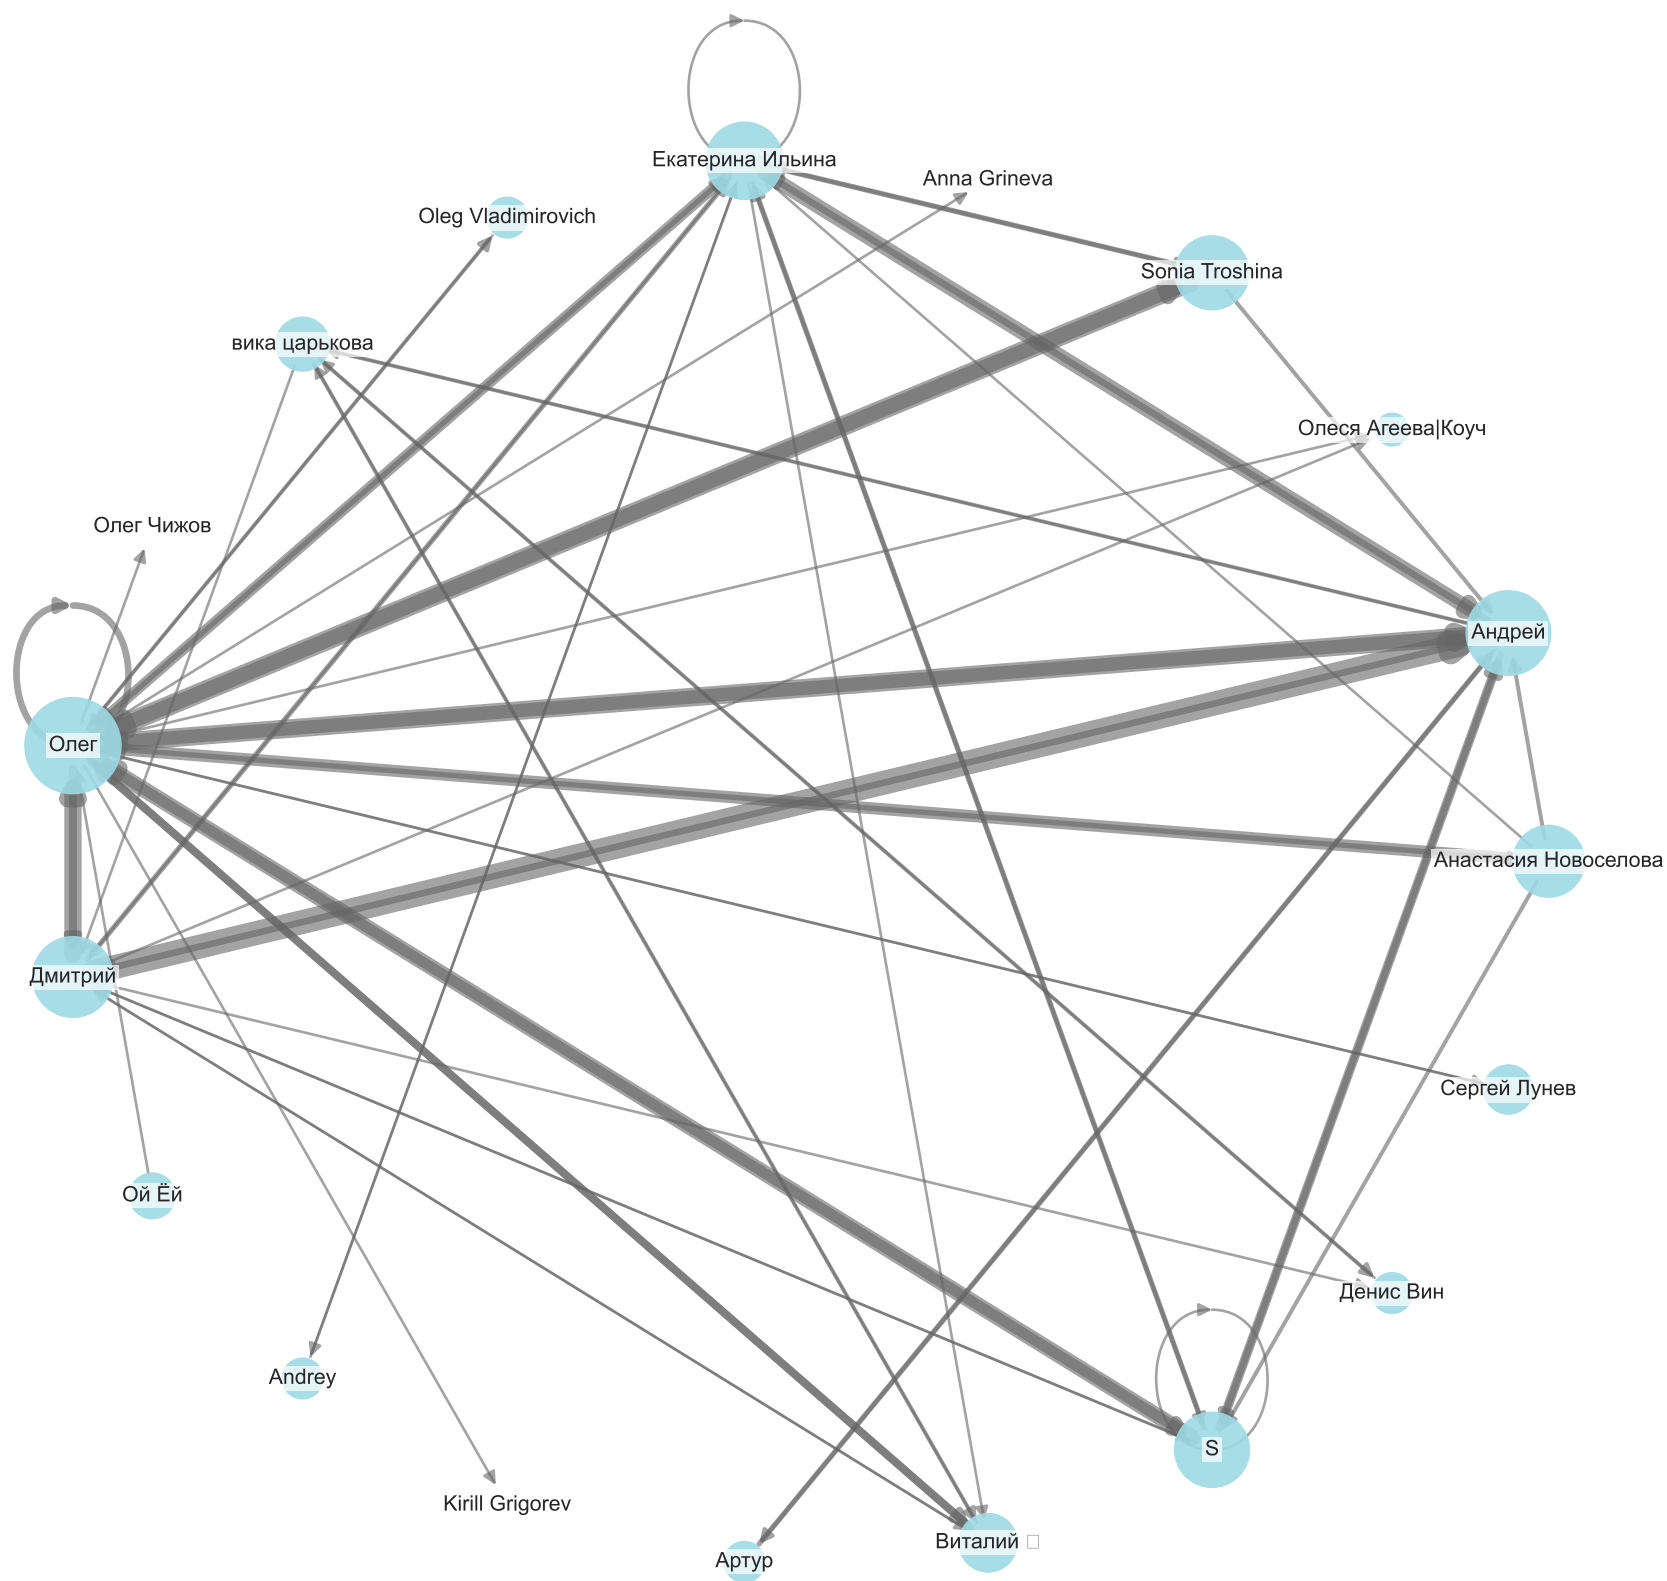 Екатерина Ильина
Anna Grineva
Oleg Vladimirovich
Sonia Troshina
вика царькова
Олеся Агеева|Коуч
Олег Чижов
Андрей
Олег
Анастасия Новоселова
Дмитрий
Сергей Лунев
Ой Ёй
Денис Вин
Andrey
S
Kirill Grigorev
Виталий
Артур